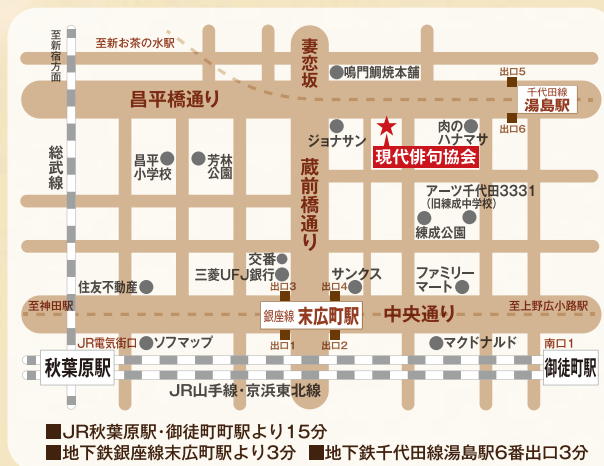 至新宿方面
至新お茶の水駅
妻恋坂
鳴門鯛焼本舗
出口5
千代田線
湯島駅
昌平橋通り
出口6
ジョナサン
肉の
ハナマサ
現代俳句協会
総武線
昌平
小学校
芳林
公園
蔵前橋通り
アーツ千代田3331
(旧練成中学校)
練成公園
交番
三菱UFJ銀行
サンクス
ファミリー
マート
住友不動産
出口3
出口4
至神田駅
銀座線
末広町駅
中央通り
至上野広小路駅
出口1
出口2
JR電気街口
ソフマップ
マクドナルド
南口1
秋葉原駅
御徒町駅
JR山手線・京浜東北線
■JR秋葉原駅・御徒町町駅より15分
■地下鉄銀座線末広町駅より3分 ■地下鉄千代田線湯島駅6番出口3分